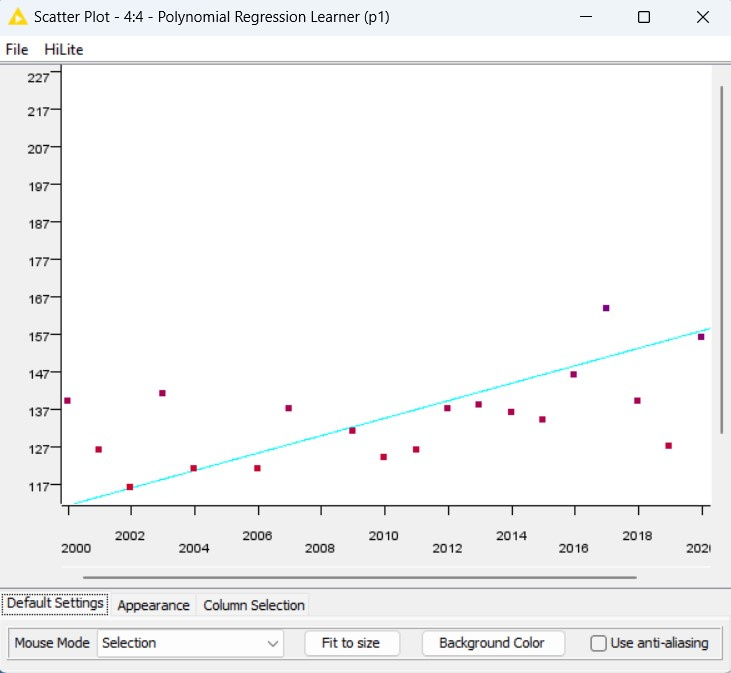 Scatter Plot - 4:4 - Polynomial Regression Learner (p1)
File HiLite
227
217
207
197
187
177
167
157
147
137
127
117
2002 2006 2010 2014 2018
2000 2004 2008 2012 2016 202
Default Settings Appearance Column Selection
Mouse Mode Selection Fit to size Background Color Use anti-aliasing